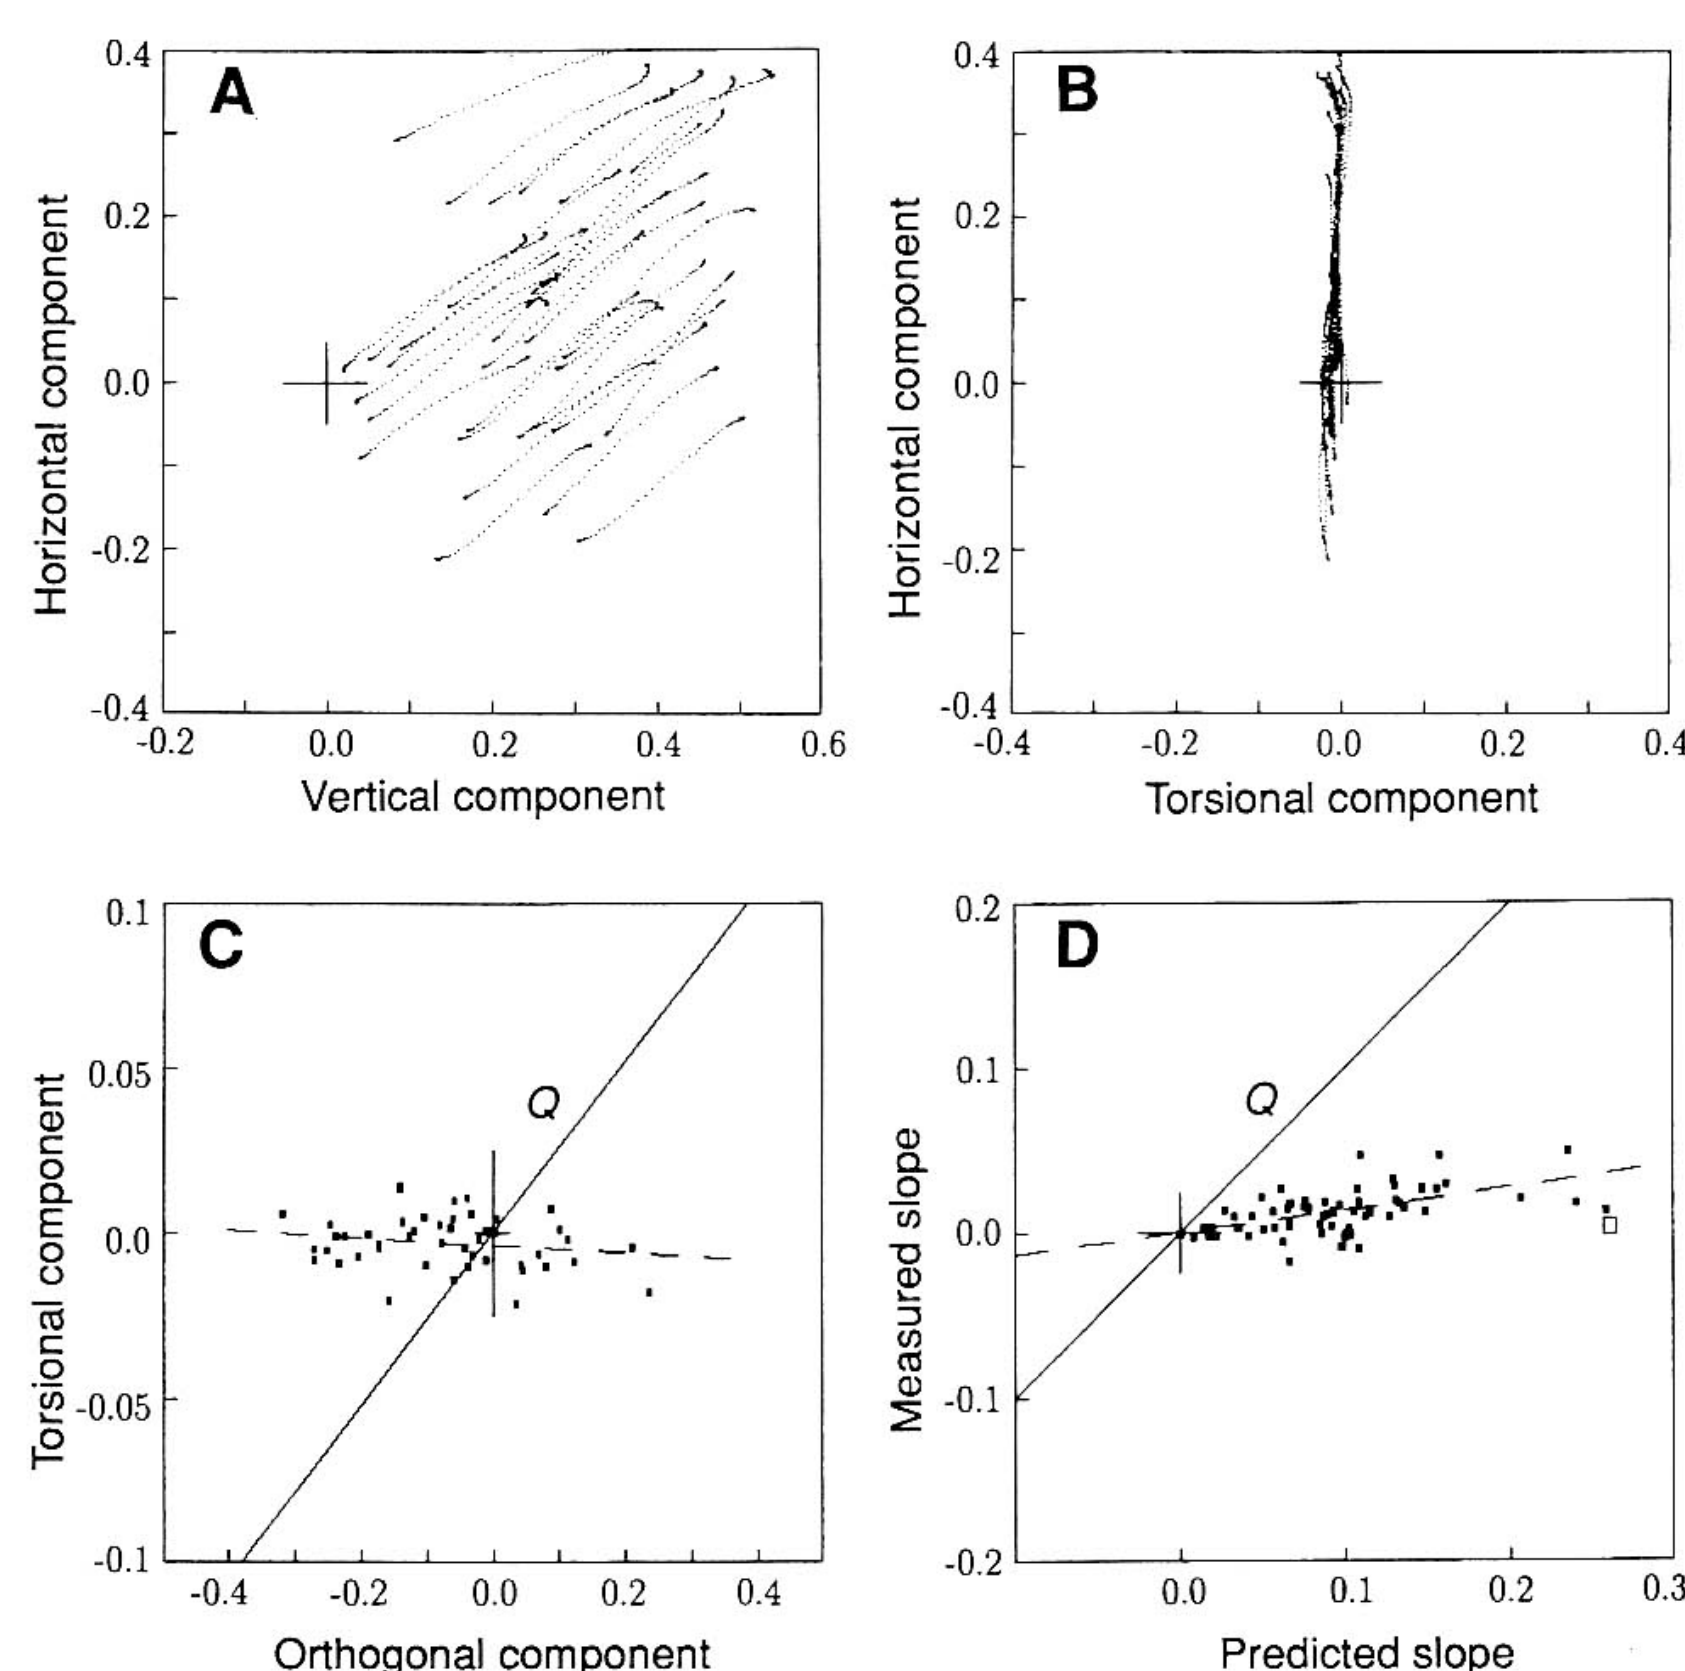 A
0.4
0.2
0.0
-0.2
-0.4
Horizontal component
-0.2 0.0 0.2 0.4 0.6
Vertical component
B
0.4
0.2
0.0
-0.2
-0.4
Horizontal component
-0.4 -0.2 0.0 0.2 0.4
Torsional component
C
Q
0.1
0.05
0.0
-0.05
-0.1
Torsional component
-0.4 -0.2 0.0 0.2 0.4
Orthogonal component
D
Q
0.2
0.1
0.0
-0.1
-0.2
Measured slope
0.0 0.1 0.2 0.3
Predicted slope